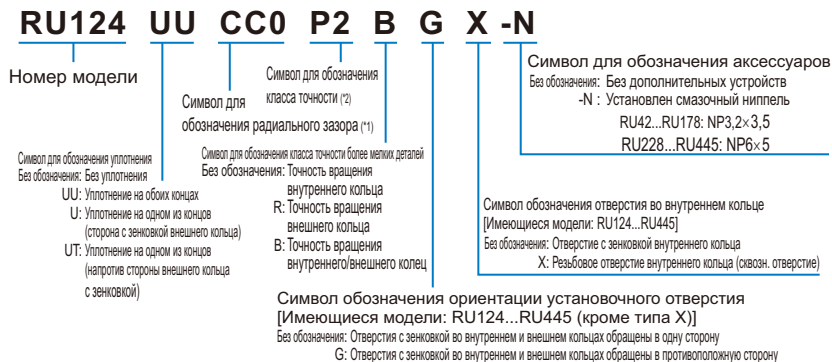 RU124 UU CC0 P2 B G X -N
Номер модели
Символ для обозначения уплотнения
Без обозначения: Без уплотнения
UU: Уплотнение на обоих концах
U: Уплотнение на одном из концов
(сторона с зенковкой внешнего кольца)
UT: Уплотнение на одном из концов
(напротив стороны внешнего кольца
с зенковкой)
Символ для
обозначения радиального зазора (*1)
Символ для обозначения
класса точности (*2)
Символ для обозначения класса точности более мелких деталей
Без обозначения: Точность вращения
внутреннего кольца
R: Точность вращения
внешнего кольца
B: Точность вращения
внутреннего/внешнего колец
Символ обозначения ориентации установочного отверстия
[Имеющиеся модели: RU124...RU445 (кроме типа X)]
Без обозначения: Отверстия с зенковкой во внутреннем и внешнем кольцах обращены в одну сторону
G: Отверстия с зенковкой во внутреннем и внешнем кольцах обращены в противоположную сторону
Символ обозначения отверстия во внутреннем кольце
[Имеющиеся модели: RU124...RU445]
Без обозначения: Отверстие с зенковкой внутреннего кольца
X: Резьбовое отверстие внутреннего кольца (сквозн. отверстие)
Символ для обозначения аксессуаров
Без обозначения: Без дополнительных устройств
-N : Установлен смазочный ниппель
RU42...RU178: NP3,2×3,5
RU228...RU445: NP6×5